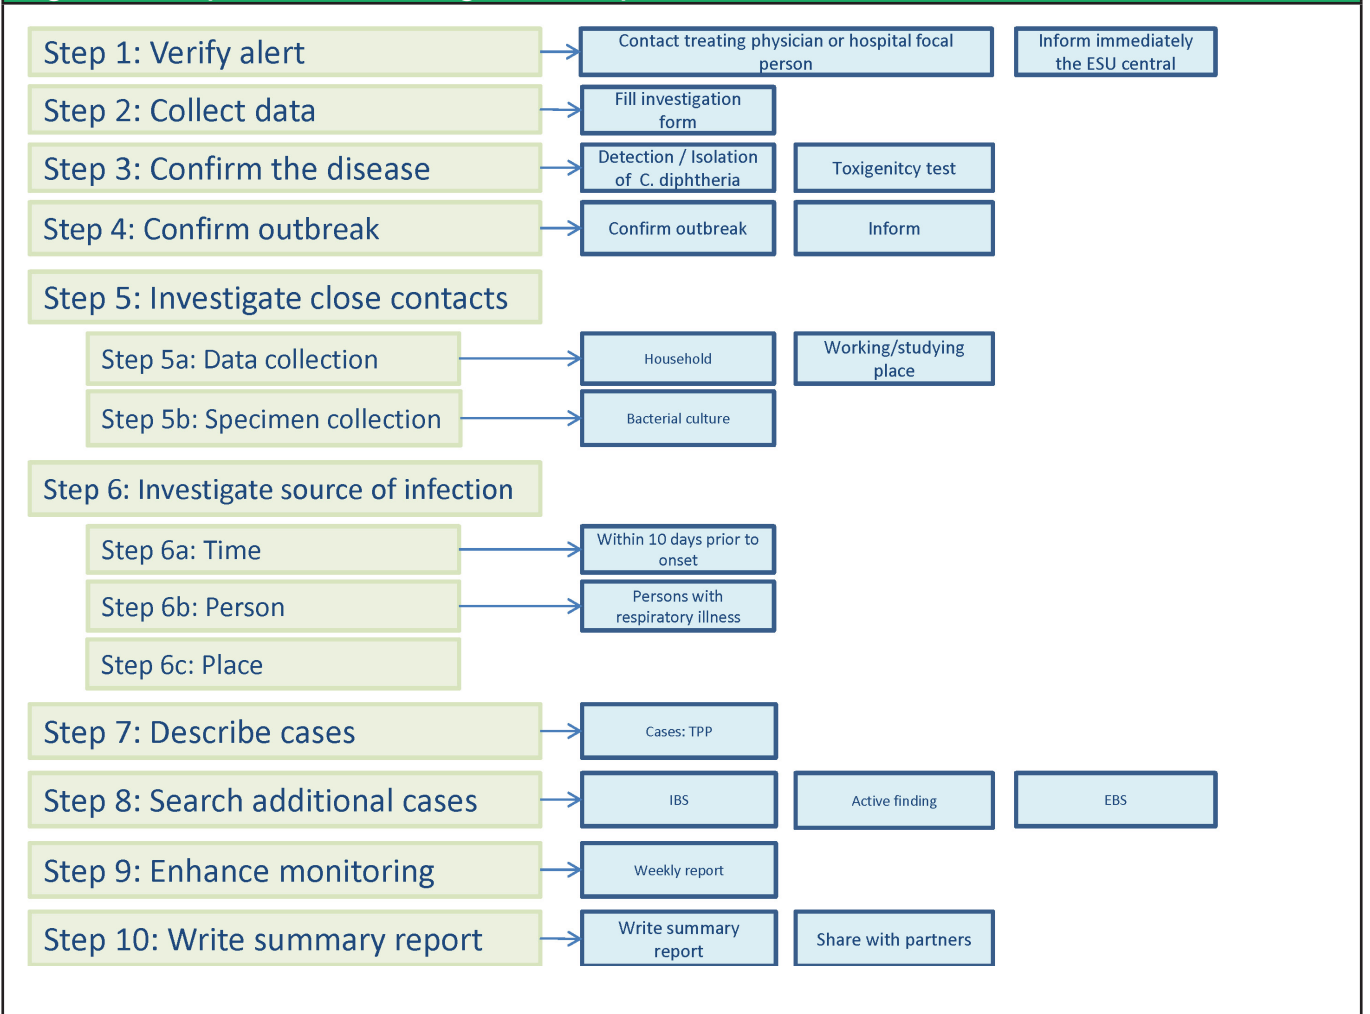 Step 1: Verify alert
Contact treating physician or hospital focal
person
Inform immediately
the ESU central
Step 2: Collect data
Fill investigation
form
Step 3: Confirm the disease
Detection / Isolation
of C. diphtheria
Toxigenitcy test
Step 4: Confirm outbreak
Confirm outbreak
Inform
Step 5: Investigate close contacts
Step 5a: Data collection
Household
Working/studying
place
Step 5b: Specimen collection
Bacterial culture
Step 6: Investigate source of infection
Step 6a: Time
Within 10 days prior to
onset
Step 6b: Person
Persons with
respiratory illness
Step 6c: Place
Step 7: Describe cases
Cases: TPP
Step 8: Search additional cases
IBS
Active finding
EBS
Step 9: Enhance monitoring
Weekly report
Step 10: Write summary report
Write summary
report
Share with partners